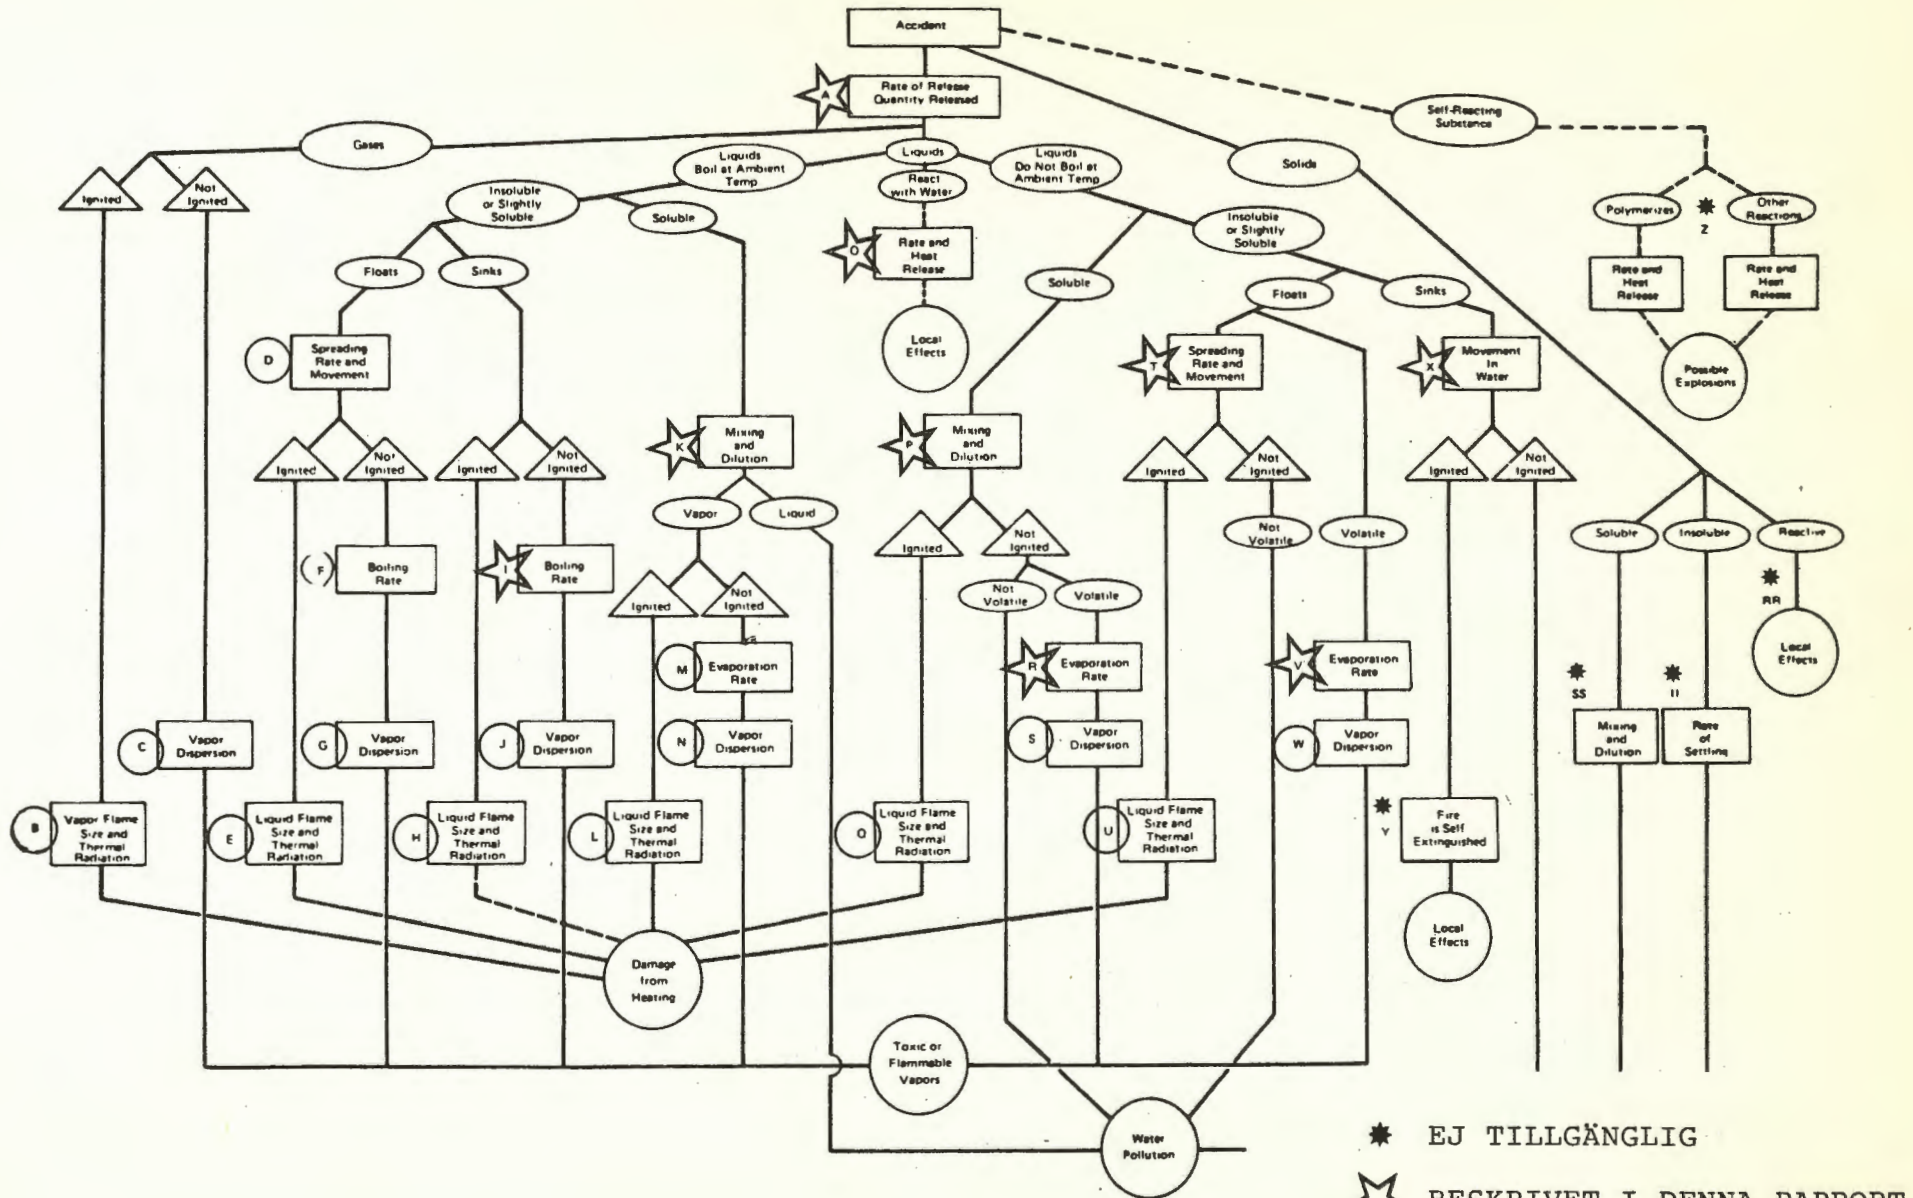 Accident
A
Rate of Release
Quantity Released
Self-Reacting
Substance
Gases
Liquids
Boil at Ambient
Temp
Liquids
Liquids
Do Not Boil at
Ambient Temp
Solids
React
with Water
Ignited
Not
Ignited
Insoluble
or Slightly
Soluble
Soluble
Insoluble
or Slightly
Soluble
Polymerizes
Z
Other
Reactions
O
Rate and
Heat
Release
Floats
Sinks
Soluble
Floats
Sinks
Rate and
Heat
Release
Rate and
Heat
Release
Local
Effects
D
Spreading
Rate and
Movement
T
Spreading
Rate and
Movement
X
Movement
In
Water
Possible
Explosions
K
Mixing
and
Dilution
P
Mixing
and
Dilution
Ignited
Not
Ignited
Ignited
Not
Ignited
Ignited
Not
Ignited
Ignited
Not
Ignited
Vapor
Liquid
Ignited
Not
Ignited
Not
Volatile
Volatile
Soluble
Insoluble
Reactive
F
Boiling
Rate
I
Boiling
Rate
Ignited
Not
Ignited
Not
Volatile
Volatile
RR
Local
Effects
M
Evaporation
Rate
R
Evaporation
Rate
V
Evaporation
Rate
SS
II
C
Vapor
Dispersion
G
Vapor
Dispersion
J
Vapor
Dispersion
N
Vapor
Dispersion
S
Vapor
Dispersion
W
Vapor
Dispersion
Mixing
and
Dilution
Rate
of
Settling
B
Vapor Flame
Size and
Thermal
Radiation
E
Liquid Flame
Size and
Thermal
Radiation
H
Liquid Flame
Size and
Thermal
Radiation
L
Liquid Flame
Size and
Thermal
Radiation
Q
Liquid Flame
Size and
Thermal
Radiation
U
Liquid Flame
Size and
Thermal
Radiation
Y
Fire
is Self
Extinguished
Local
Effects
Damage
from
Heating
Toxic or
Flammable
Vapors
Water
Pollution
EJ TILLGÄNGLIG
BESKRIVET I DENNA RAPPORT